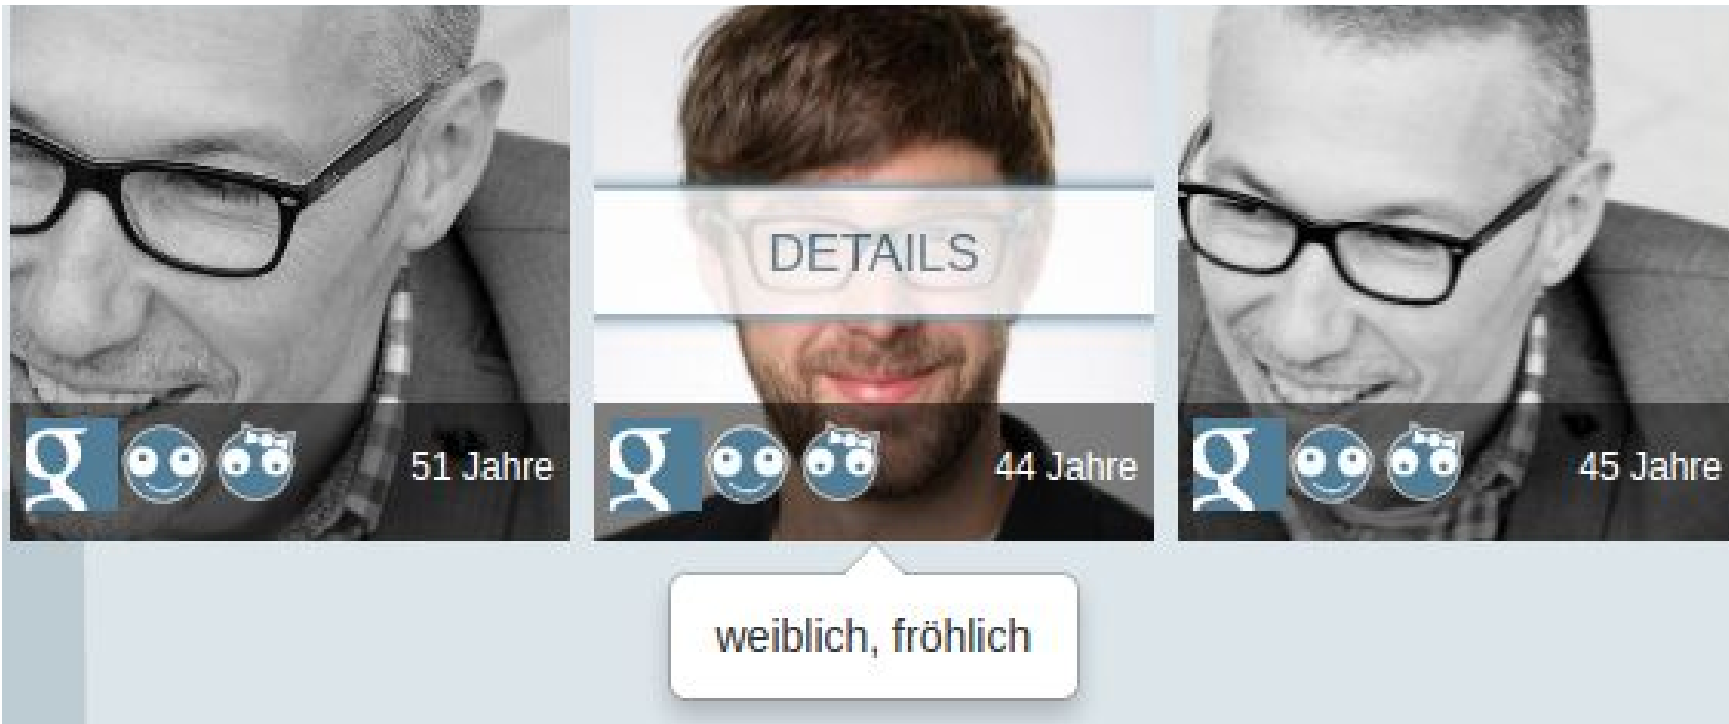 DETAILS
g 51 Jahre
g 44 Jahre
g 45 Jahre
weiblich, fröhlich